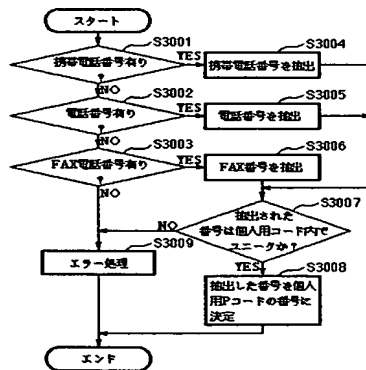 スタート
S3001
携帯電話番号有り
YES
S3004
携帯電話番号を抽出
NO
S3002
電話番号有り
YES
S3005
電話番号を抽出
NO
S3003
FAX電話番号有り
YES
S3006
FAX番号を抽出
NO
S3007
抽出された
番号は個人用コード内で
ユニークか?
NO
YES
S3009
エラー処理
S3008
抽出した番号を個人
用Pコードの番号に
決定
エンド